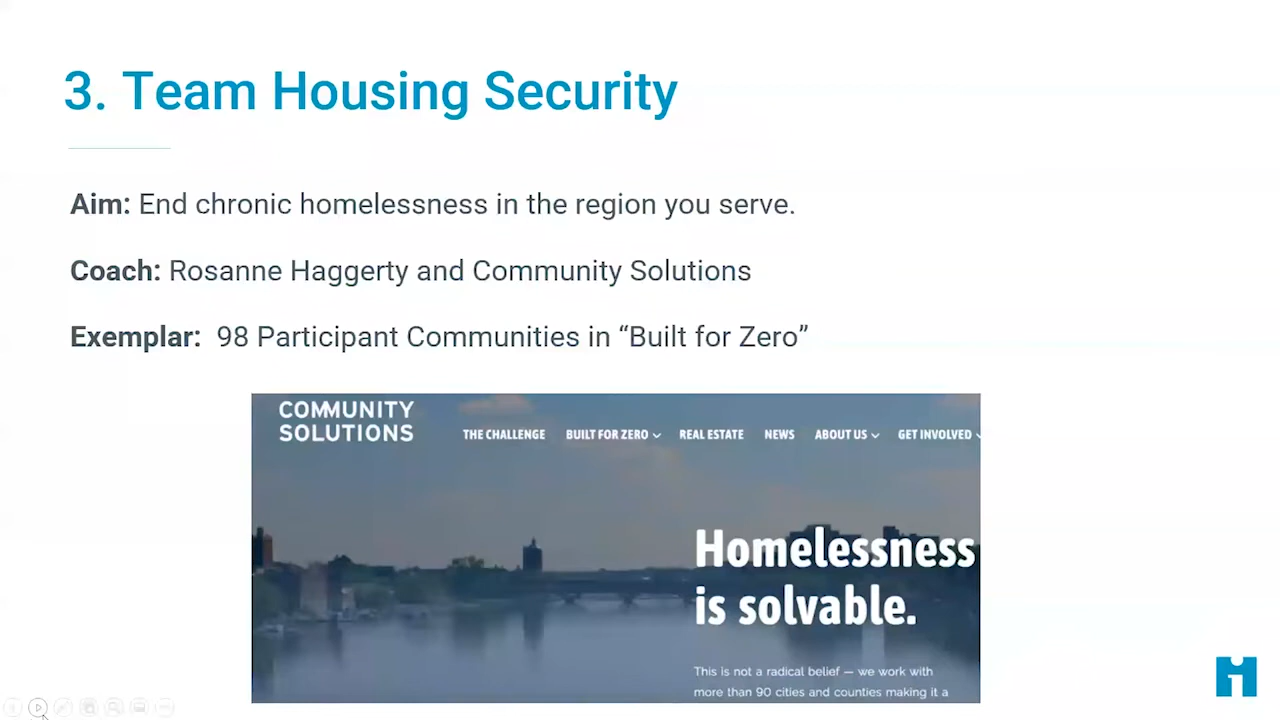 3. Team Housing Security
Aim: End chronic homelessness in the region you serve.
Coach: Rosanne Haggerty and Community Solutions
Exemplar:  98 Participant Communities in “Built for Zero”
COMMUNITY
SOLUTIONS
THE CHALLENGE BUILT FOR ZERO REAL ESTATE NEWS ABOUT US GET INVOLVED
Homelessness
is solvable.
This is not a radical belief — we work with
more than 90 cities and counties making it a